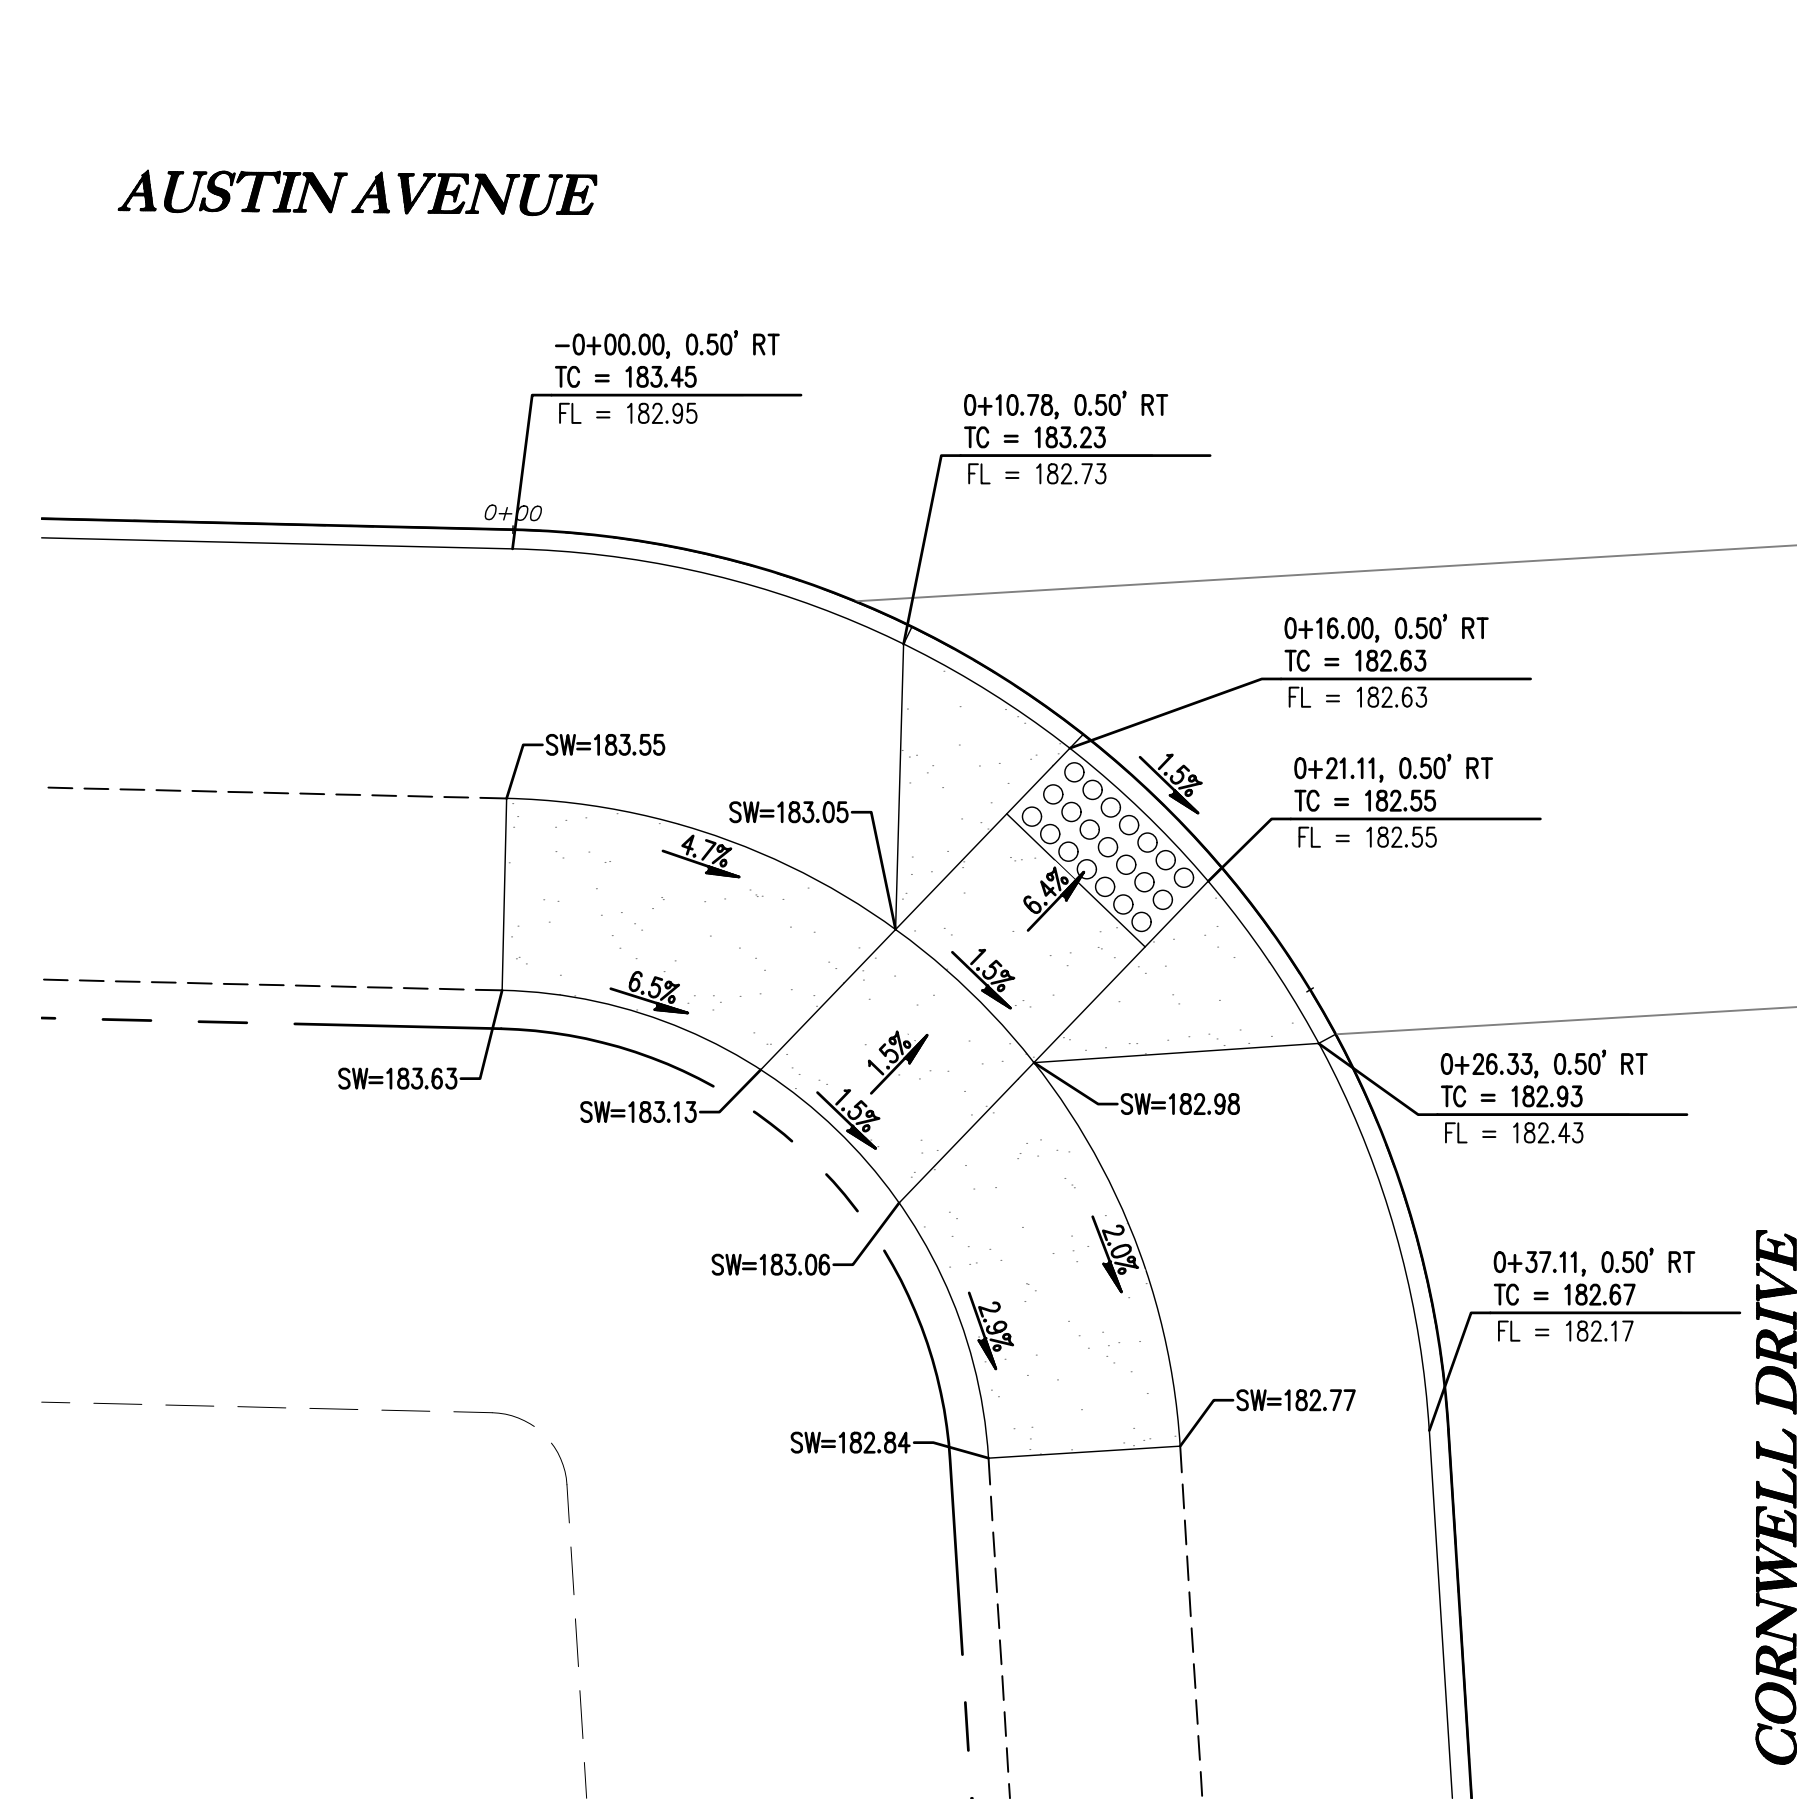 AUSTIN AVENUE
-0+00.00, 0.50' RT
TC = 183.45
FL = 182.95
0+10.78, 0.50' RT
TC = 183.23
FL = 182.73
0+00
0+16.00, 0.50' RT
TC = 182.63
FL = 182.63
SW=183.55
1.5%
0+21.11, 0.50' RT
TC = 182.55
FL = 182.55
SW=183.05
4.7%
6.4%
1.5%
6.5%
1.5%
SW=183.63
SW=183.13
1.5%
SW=182.98
0+26.33, 0.50' RT
TC = 182.93
FL = 182.43
SW=183.06
2.0%
2.9%
0+37.11, 0.50' RT
TC = 182.67
FL = 182.17
SW=182.77
SW=182.84
CORNWELL DRIVE